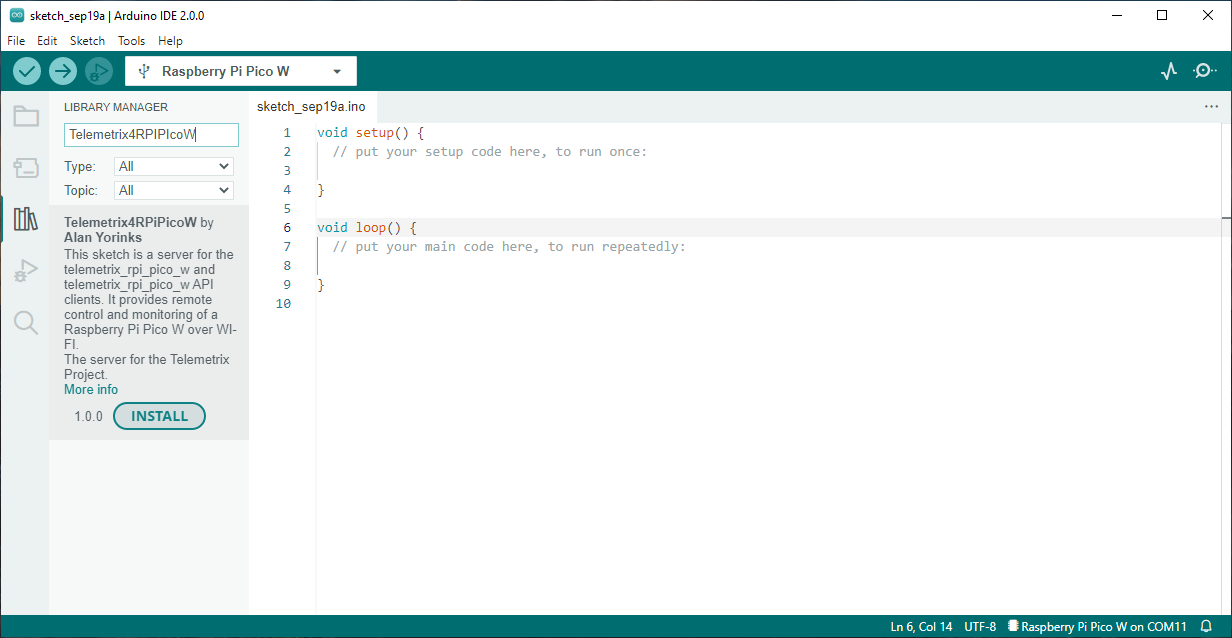 sketch_sep19a | Arduino IDE 2.0.0
File Edit Sketch Tools Help
Raspberry Pi Pico W
LIBRARY MANAGER
Telemetrix4RPIPIcoW
Type: All
Topic: All
Telemetrix4RPiPicoW by
Alan Yorinks
This sketch is a server for the
telemetrix_rpi_pico_w and
telemetrix_rpi_pico_w API
clients. It provides remote
control and monitoring of a
Raspberry Pi Pico W over WI-
FI.
The server for the Telemetrix
Project.
More info
1.0.0 INSTALL
sketch_sep19a.ino
1 void setup() {
2 // put your setup code here, to run once:
3
4 }
5
6 void loop() {
7 // put your main code here, to run repeatedly:
8
9 }
10
Ln 6, Col 14 UTF-8 Raspberry Pi Pico W on COM11